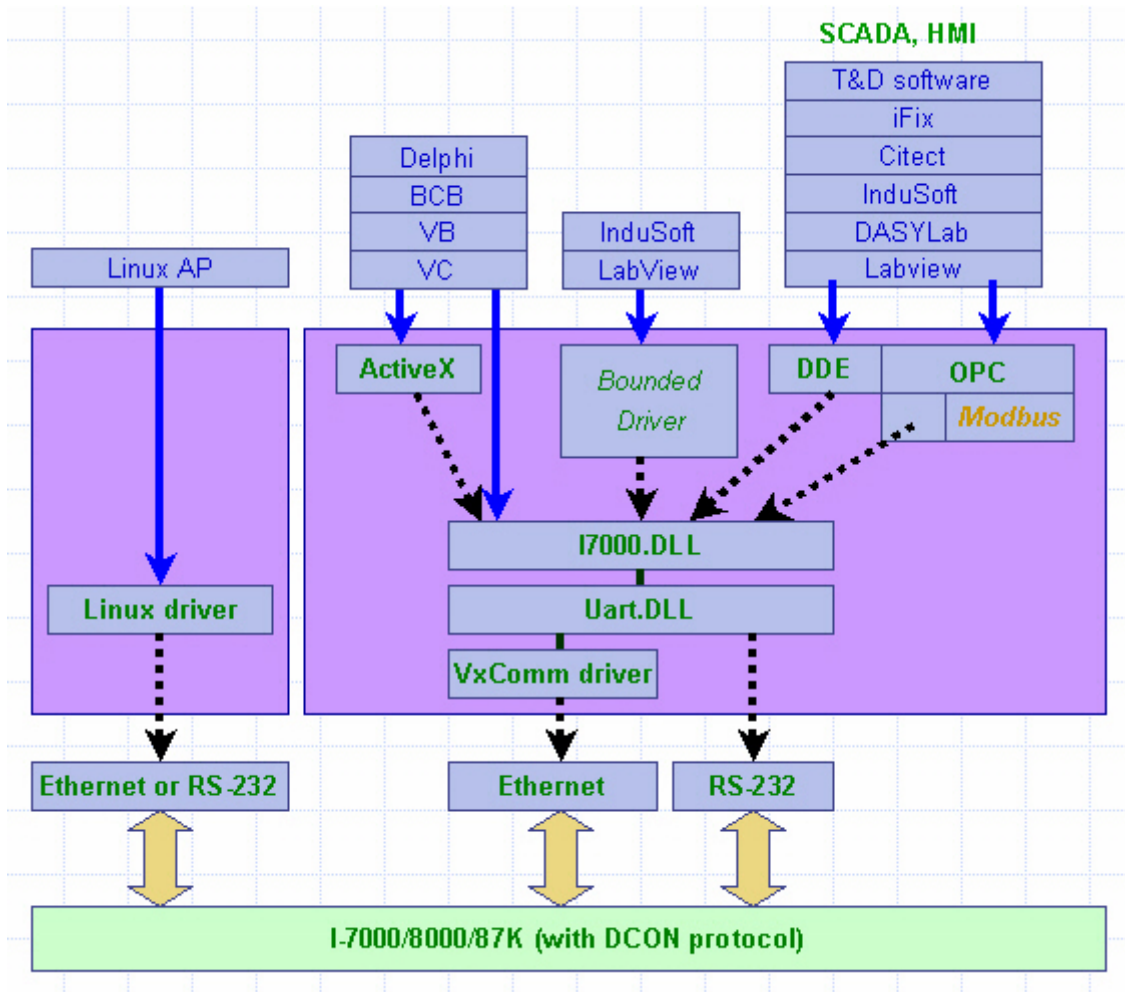 SCADA, HMI
T&D software
iFix
Citect
InduSoft
DASYLab
Labview
Delphi
BCB
VB
VC
InduSoft
LabView
Linux AP
ActiveX
Bounded
Driver
DDE
OPC
Modbus
I7000.DLL
Linux driver
Uart.DLL
VxComm driver
Ethernet or RS-232
Ethernet
RS-232
I-7000/8000/87K (with DCON protocol)